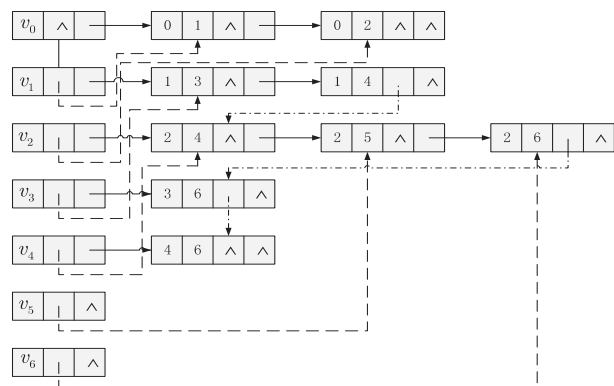 v₀ ∧ 0 1 ∧ 0 2 ∧ ∧
v₁ 1 3 ∧ 1 4 ∧
v₂ 2 4 ∧ 2 5 ∧ 2 6 ∧
v₃ 3 6 ∧
v₄ 4 6 ∧ ∧
v₅ ∧
v₆ ∧